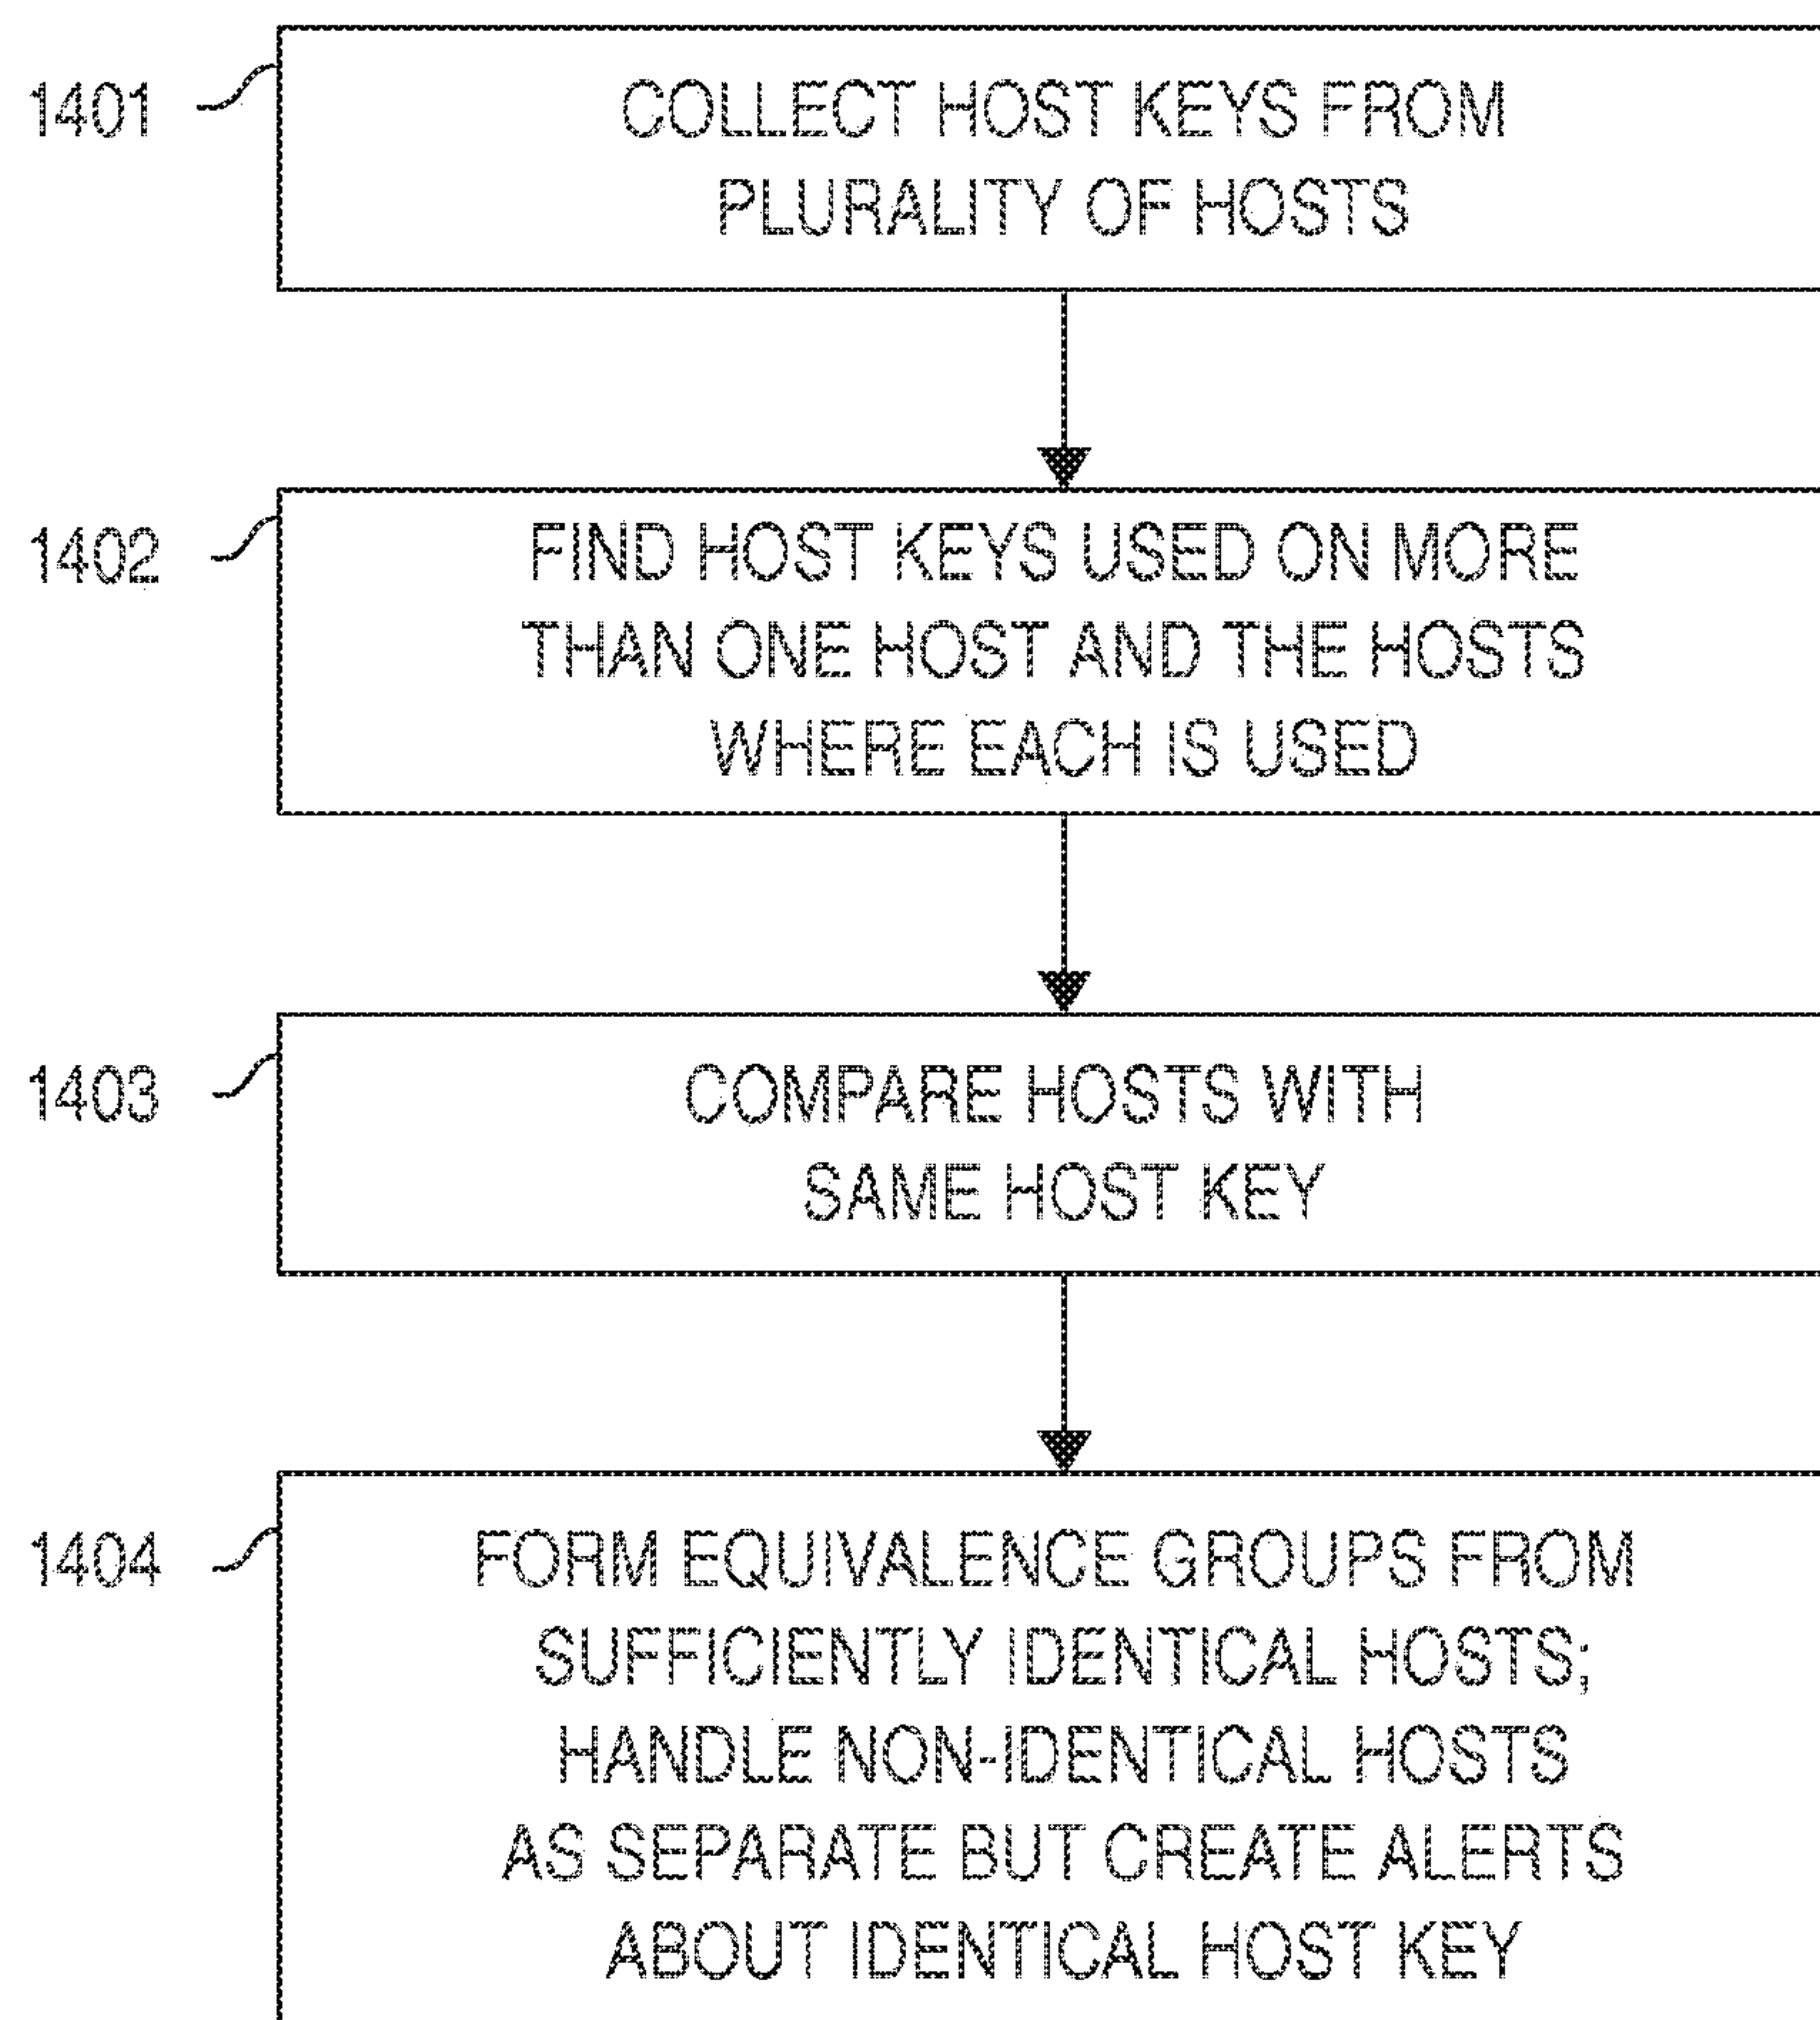 1401
COLLECT HOST KEYS FROM
PLURALITY OF HOSTS
1402
FIND HOST KEYS USED ON MORE
THAN ONE HOST AND THE HOSTS
WHERE EACH IS USED
1403
COMPARE HOSTS WITH
SAME HOST KEY
1404
FORM EQUIVALENCE GROUPS FROM
SUFFICIENTLY IDENTICAL HOSTS;
HANDLE NON-IDENTICAL HOSTS
AS SEPARATE BUT CREATE ALERTS
ABOUT IDENTICAL HOST KEY